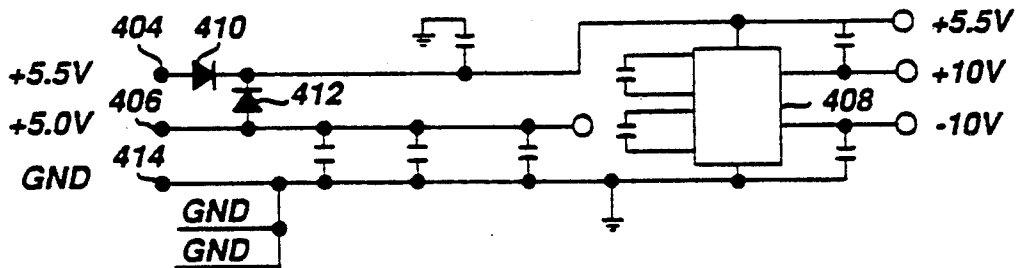 404 410
+5.5V
+5.5V
+10V
412
408
406
+5.0V
-10V
414
GND
GND
GND